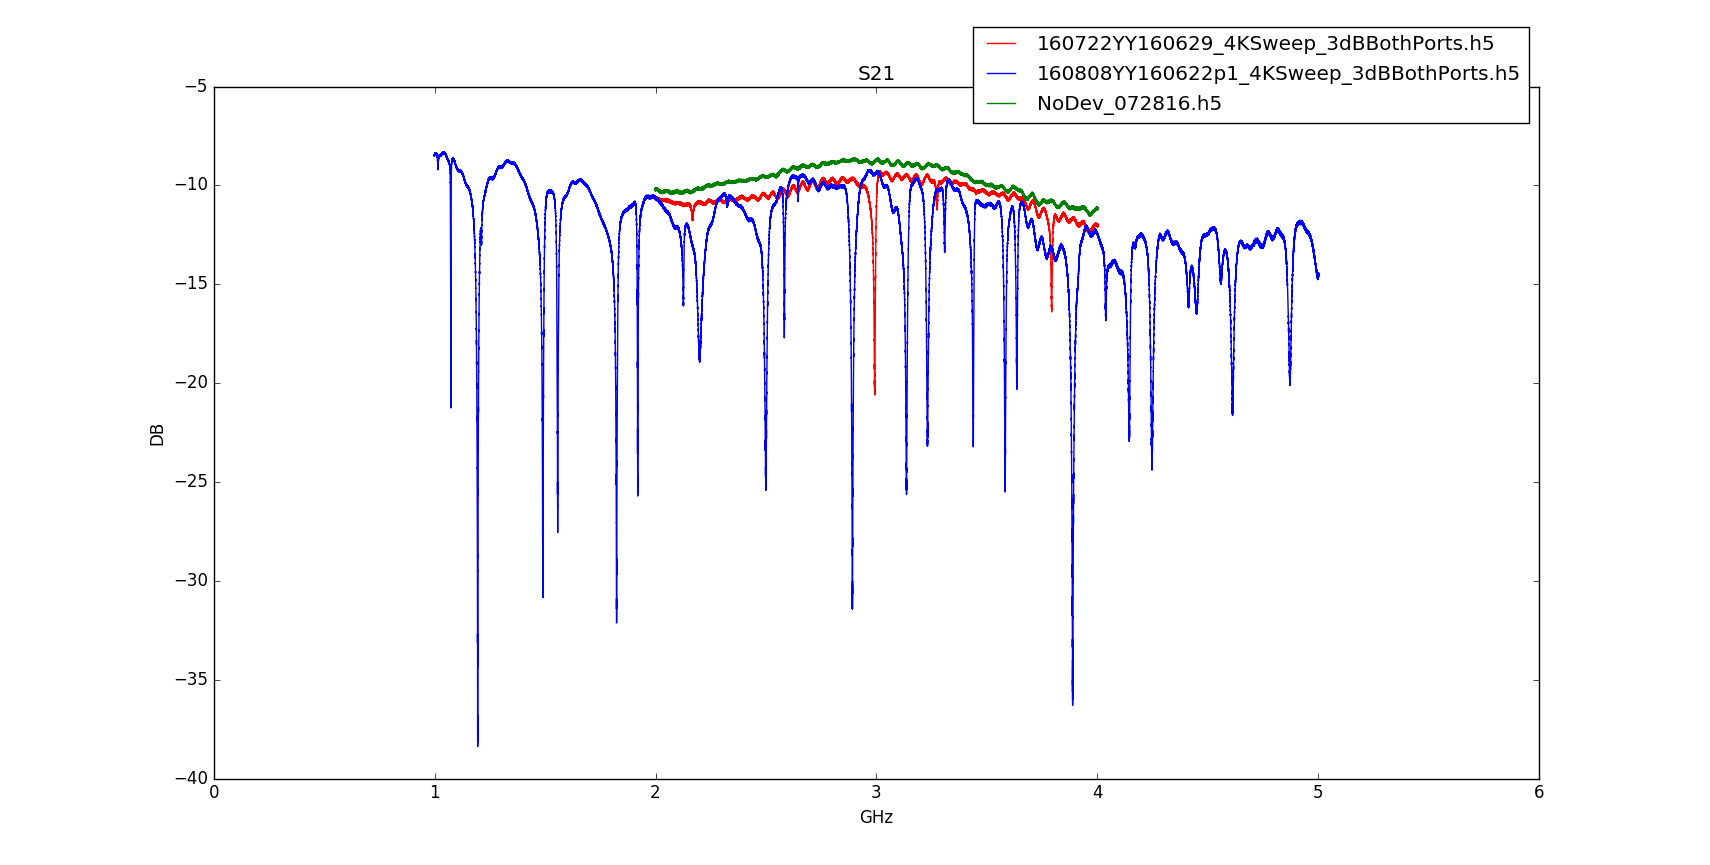 160722YY160629_4KSweep_3dBBothPorts.h5
160808YY160622p1_4KSweep_3dBBothPorts.h5
NoDev_072816.h5
S21
−5
−10
−15
−20
−25
−30
−35
−40
DB
0 1 2 3 4 5 6
GHz